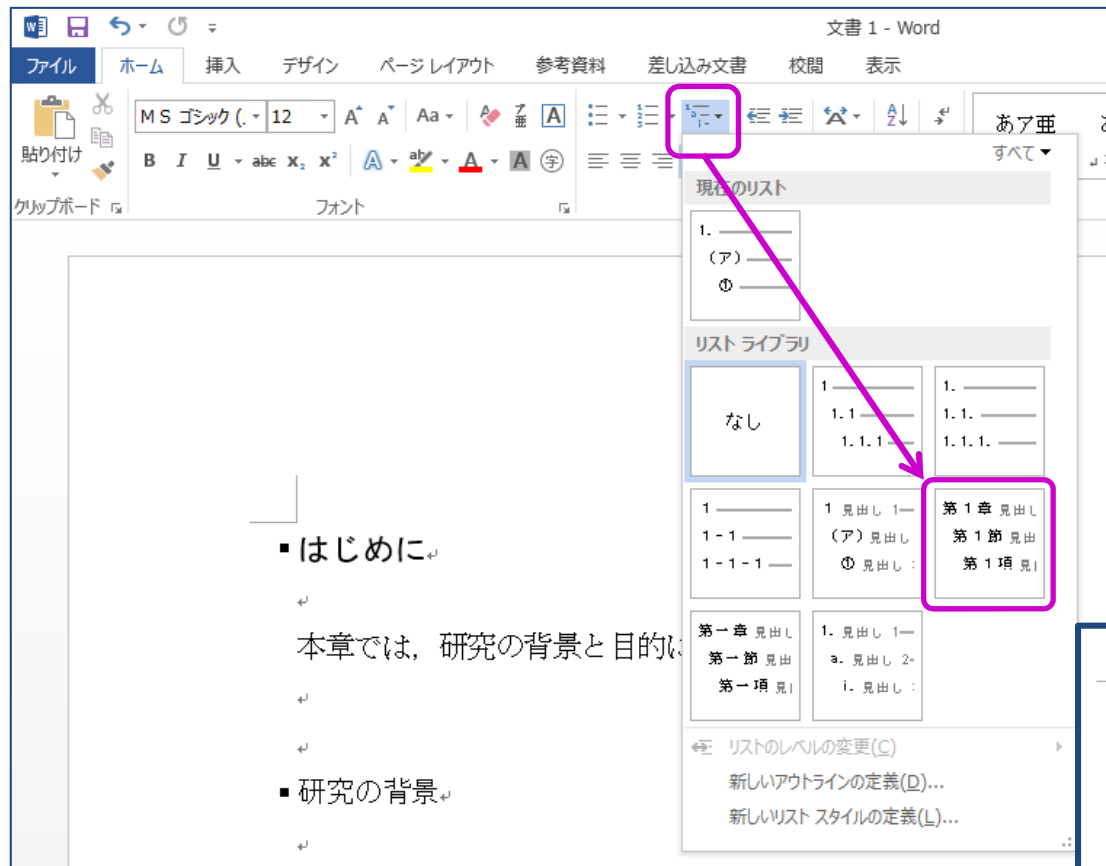 文書 1 - Word
ファイル ホーム 挿入 デザイン ページ レイアウト 参考資料 差し込み文書 校閲 表示
ＭＳ ゴシック (. 12 A A Aa ア亜 A
あア亜
貼り付け
B I U abc x₂ x² A aly A A 字
すべて
クリップボード フォント
現在のリスト
1.
(ア)
①
リスト ライブラリ
なし
1
1.1
1.1.1
1.
1.1.
1.1.1.
1
1-1
1-1-1
1 見出し 1
(ア) 見出し
① 見出し
第 1 章 見出し
第 1 節 見出
第 1 項 見
第一章 見出し
第一節 見出
第一項 見
1. 見出し 1
a. 見出し 2
i. 見出し
リストのレベルの変更(C)
新しいアウトラインの定義(D)...
新しいリスト スタイルの定義(L)...
▪はじめに
本章では，研究の背景と目的に
▪研究の背景